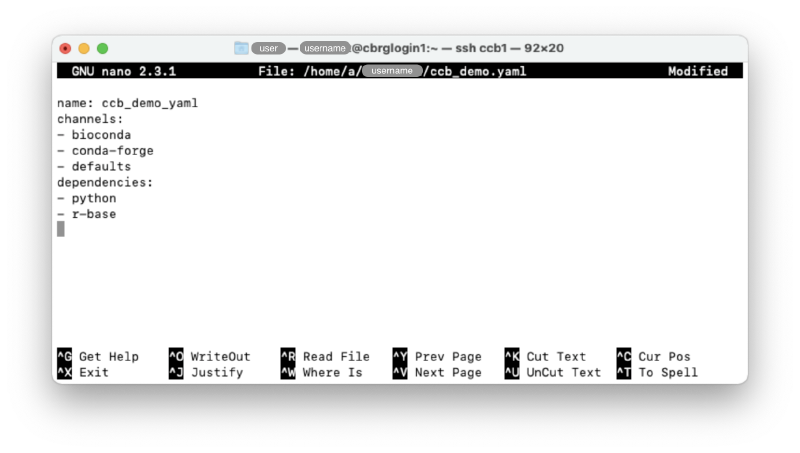 user — username@cbrglogin1:~ — ssh ccb1 — 92×20
GNU nano 2.3.1 File: /home/a/username/ccb_demo.yaml Modified
name: ccb_demo_yaml
channels:
- bioconda
- conda-forge
- defaults
dependencies:
- python
- r-base
^G Get Help ^O WriteOut ^R Read File ^Y Prev Page ^K Cut Text ^C Cur Pos
^X Exit ^J Justify ^W Where Is ^V Next Page ^U UnCut Text ^T To Spell